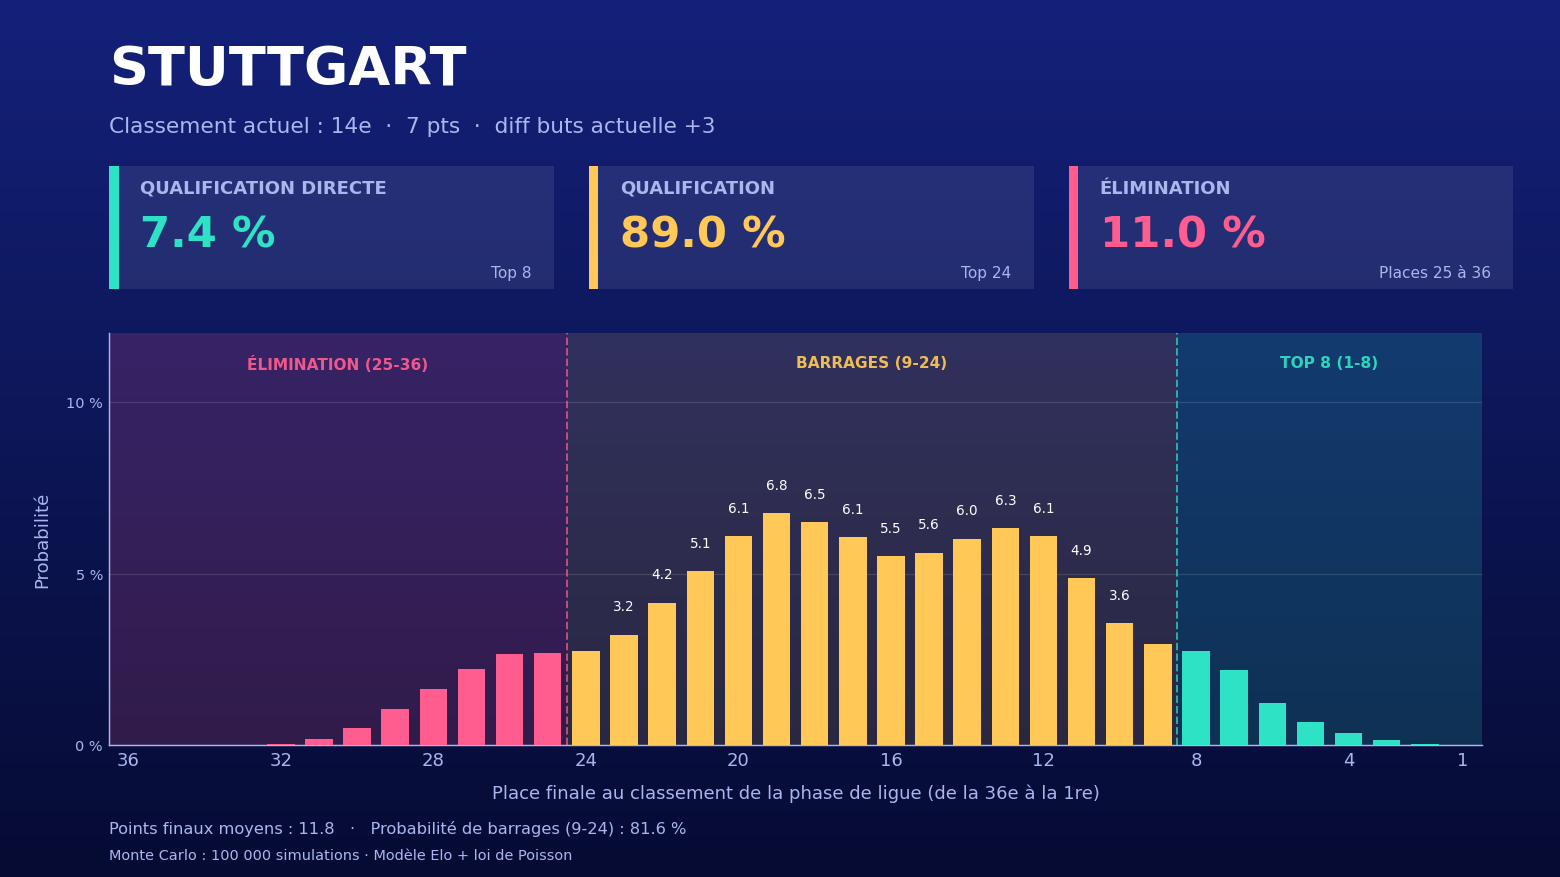 STUTTGART
Classement actuel : 14e · 7 pts · diff buts actuelle +3
QUALIFICATION DIRECTE
7.4 %
Top 8
QUALIFICATION
89.0 %
Top 24
ÉLIMINATION
11.0 %
Places 25 à 36
ÉLIMINATION (25-36)
BARRAGES (9-24)
TOP 8 (1-8)
Probabilité
10 %
5 %
0 %
3.2
4.2
5.1
6.1
6.8
6.5
6.1
5.5
5.6
6.0
6.3
6.1
4.9
3.6
36 32 28 24 20 16 12 8 4 1
Place finale au classement de la phase de ligue (de la 36e à la 1re)
Points finaux moyens : 11.8 · Probabilité de barrages (9-24) : 81.6 %
Monte Carlo : 100 000 simulations · Modèle Elo + loi de Poisson